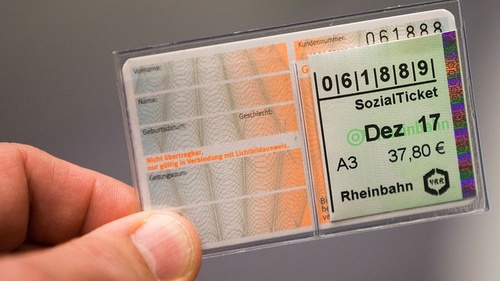 Kundennummer:
061888
Vorname:
Name:
Geburtsdatum:
Geschlecht:
Nicht übertragbar,
nur gültig in Verbindung mit Lichtbildausweis.
Geltungsraum:
0|6|1|8|8|9|
SozialTicket
Dez 17
A3 37,80 €
Rheinbahn
VRR